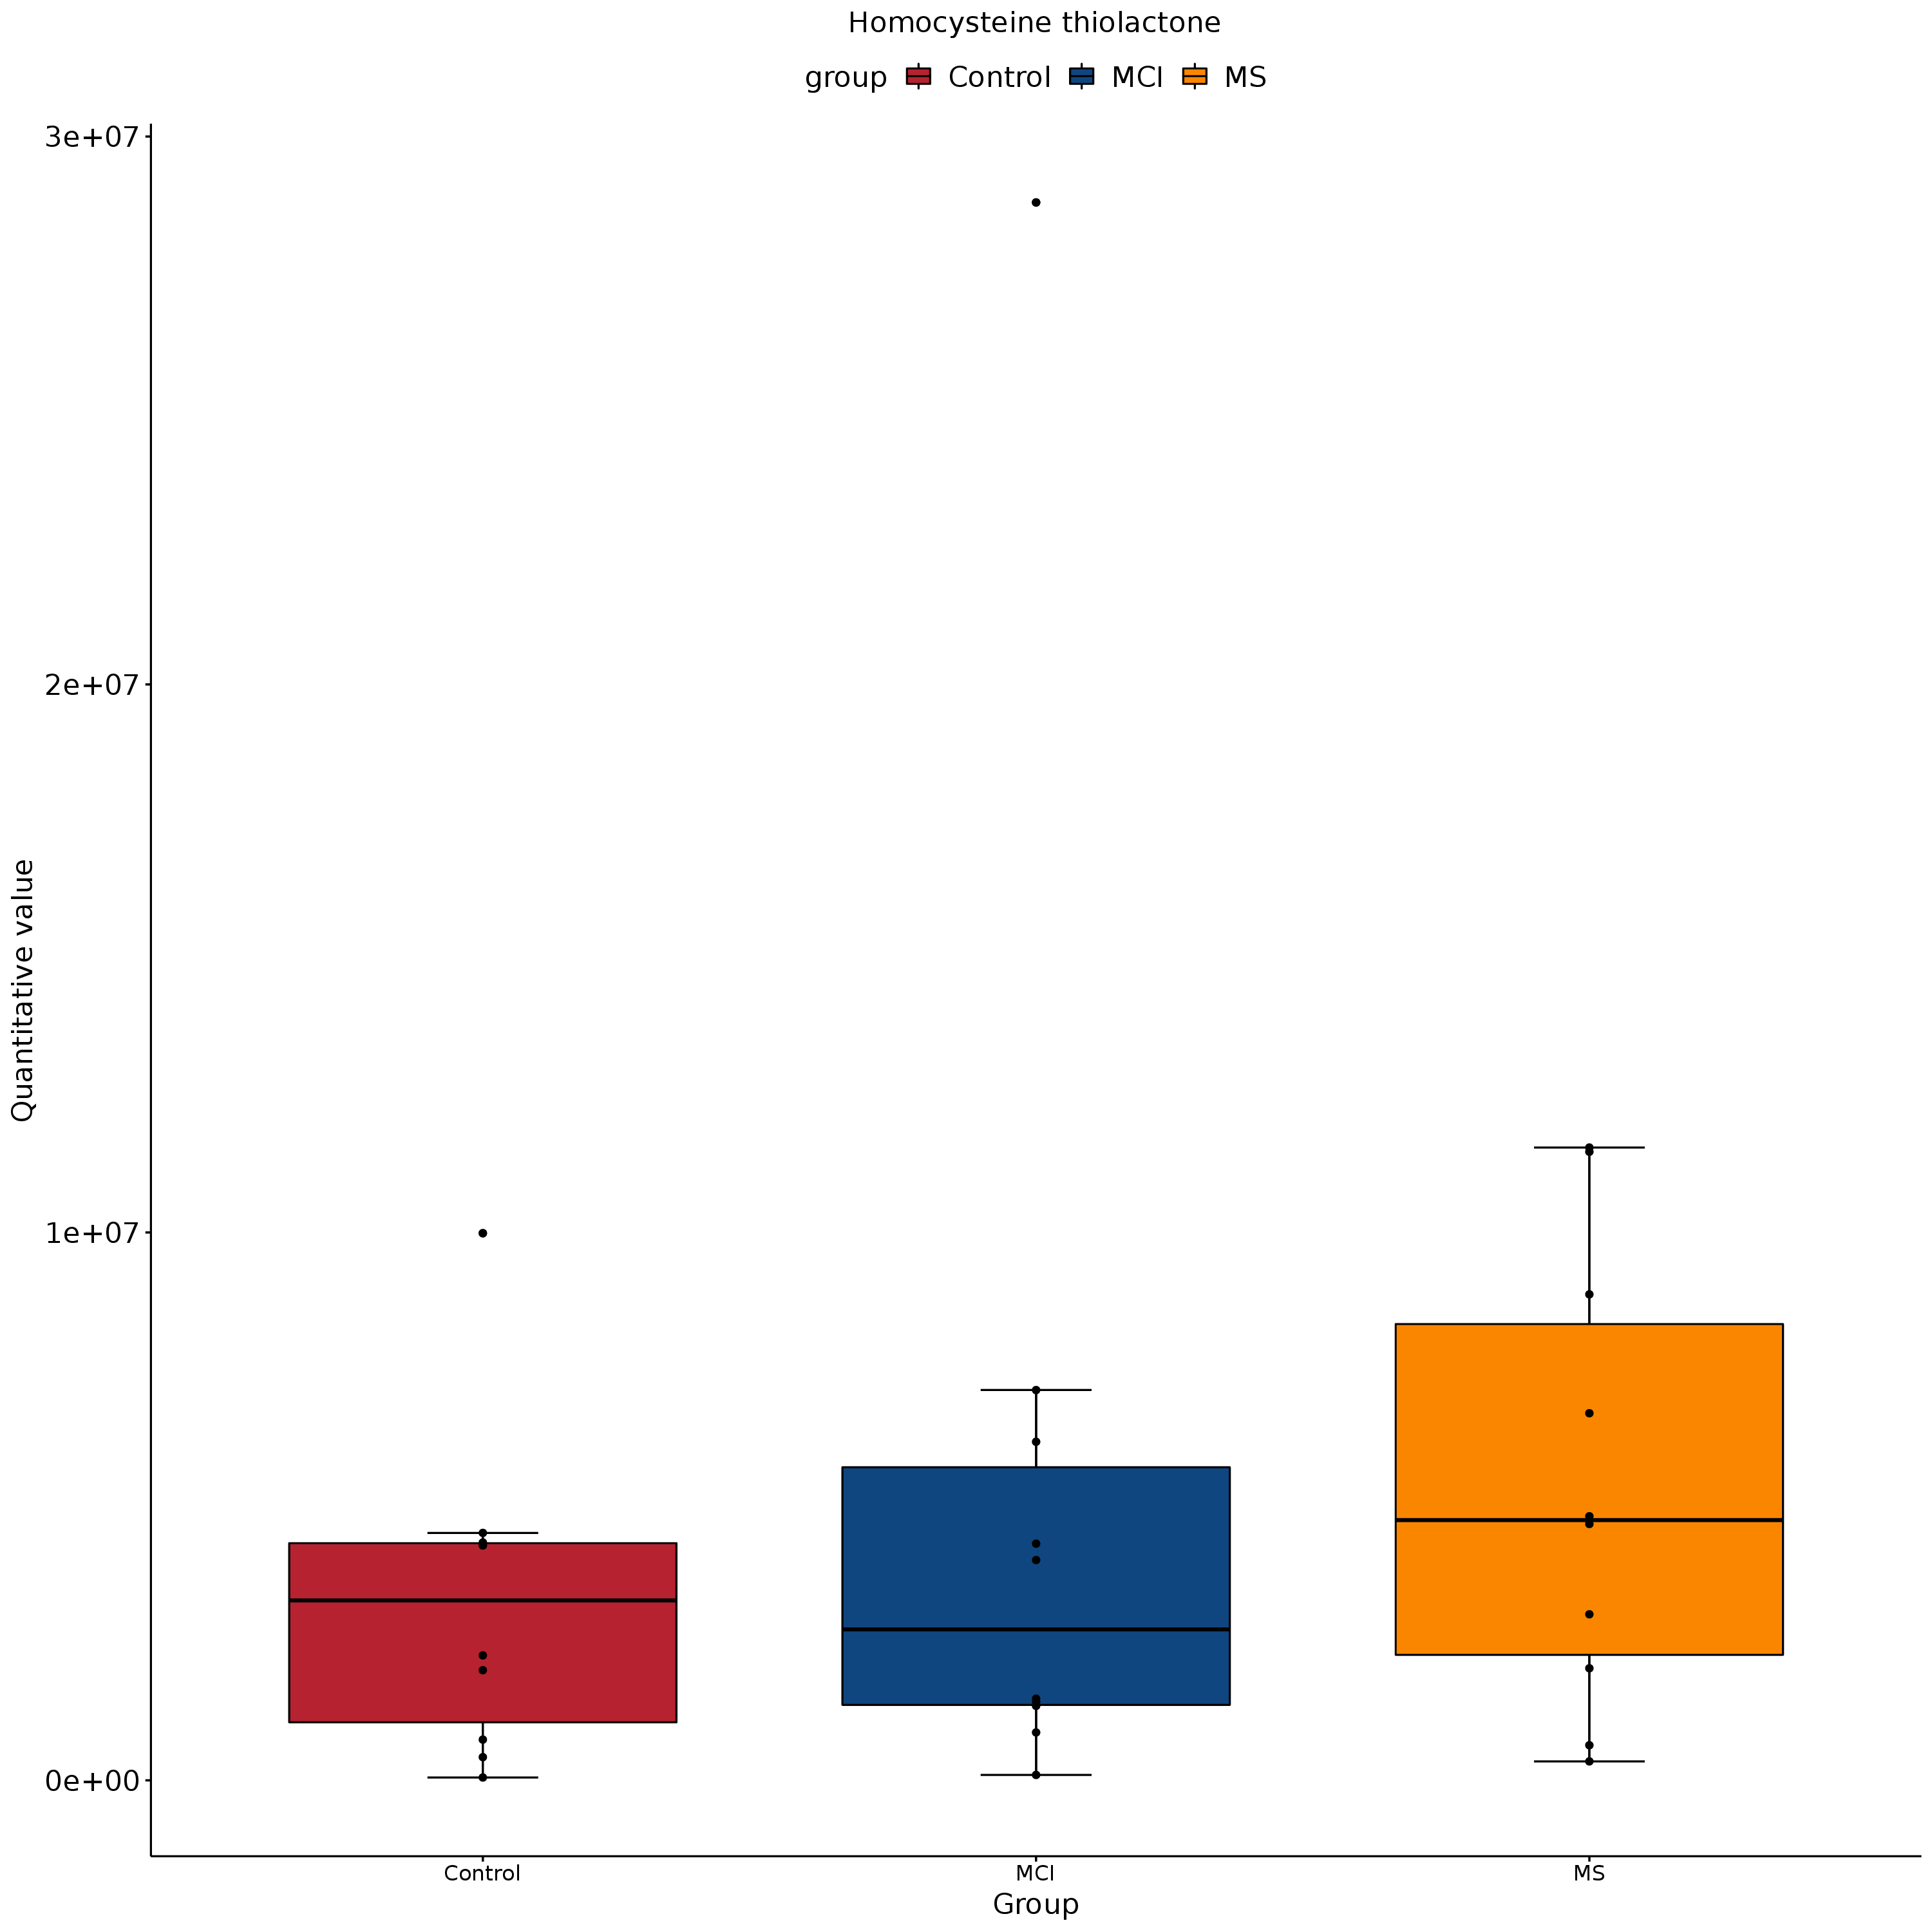 Homocysteine thiolactone
group Control MCI MS
3e+07
2e+07
1e+07
0e+00
Quantitative value
Control MCI MS
Group